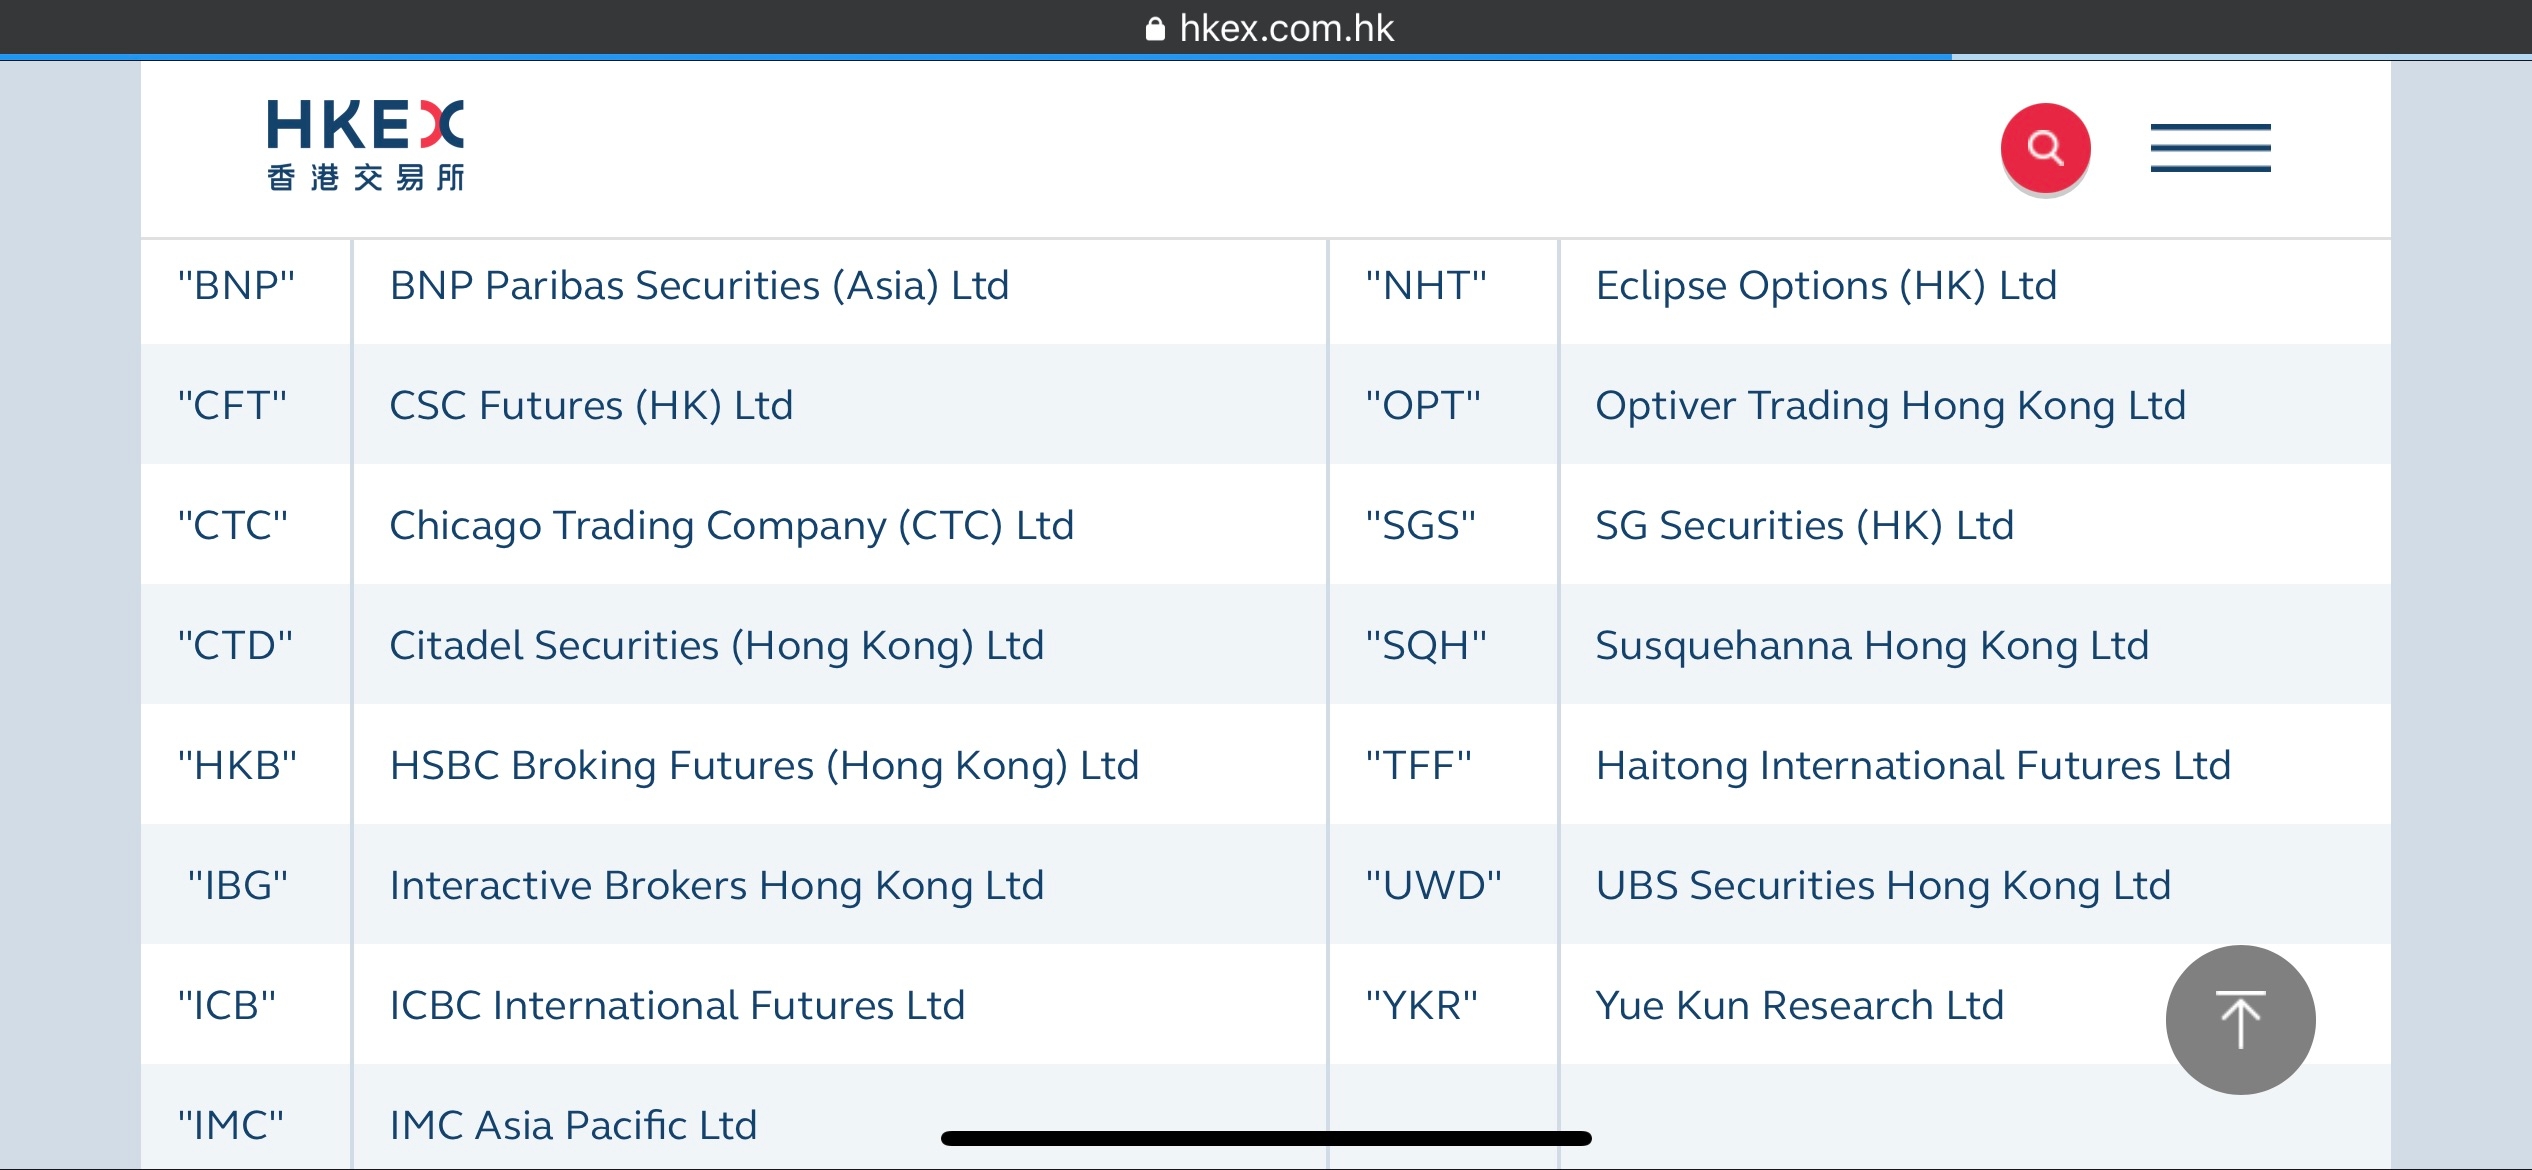 hkex.com.hk
HKEX
香港交易所
"BNP" BNP Paribas Securities (Asia) Ltd "NHT" Eclipse Options (HK) Ltd
"CFT" CSC Futures (HK) Ltd "OPT" Optiver Trading Hong Kong Ltd
"CTC" Chicago Trading Company (CTC) Ltd "SGS" SG Securities (HK) Ltd
"CTD" Citadel Securities (Hong Kong) Ltd "SQH" Susquehanna Hong Kong Ltd
"HKB" HSBC Broking Futures (Hong Kong) Ltd "TFF" Haitong International Futures Ltd
"IBG" Interactive Brokers Hong Kong Ltd "UWD" UBS Securities Hong Kong Ltd
"ICB" ICBC International Futures Ltd "YKR" Yue Kun Research Ltd
"IMC" IMC Asia Pacific Ltd